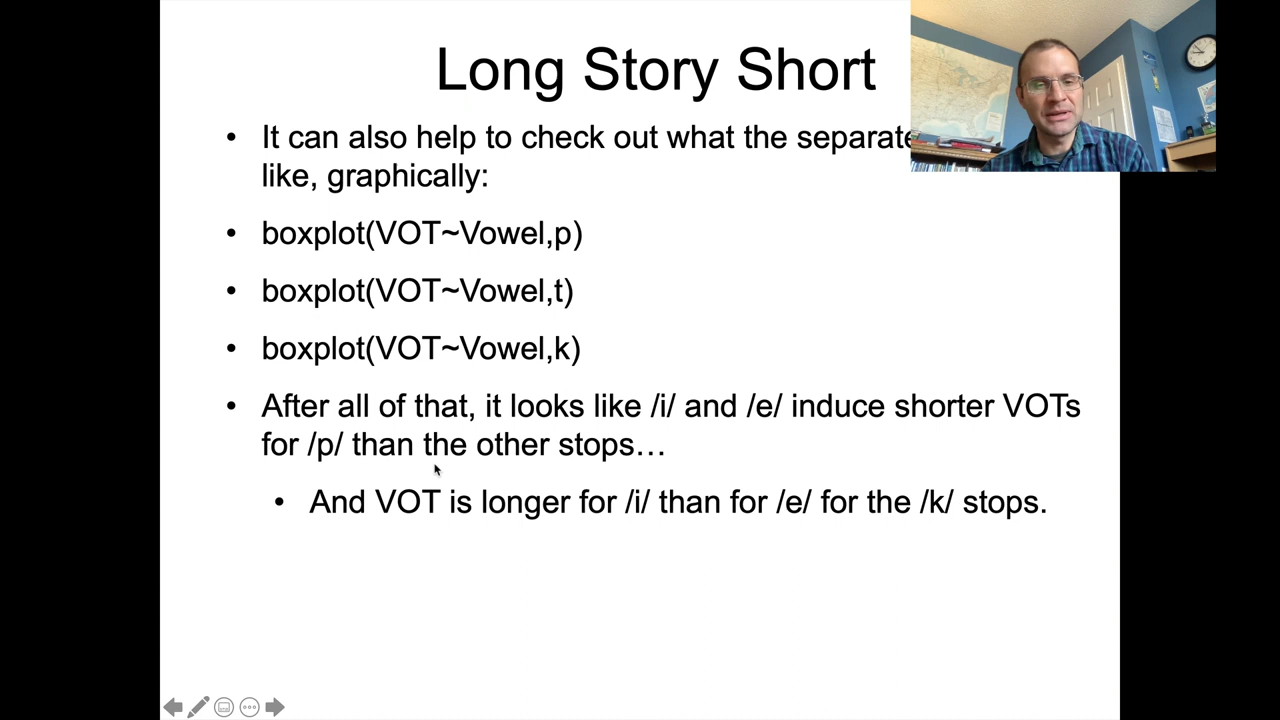 Long Story Short
• It can also help to check out what the separate
like, graphically:
• boxplot(VOT~Vowel,p)
• boxplot(VOT~Vowel,t)
• boxplot(VOT~Vowel,k)
• After all of that, it looks like /i/ and /e/ induce shorter VOTs
for /p/ than the other stops…
• And VOT is longer for /i/ than for /e/ for the /k/ stops.